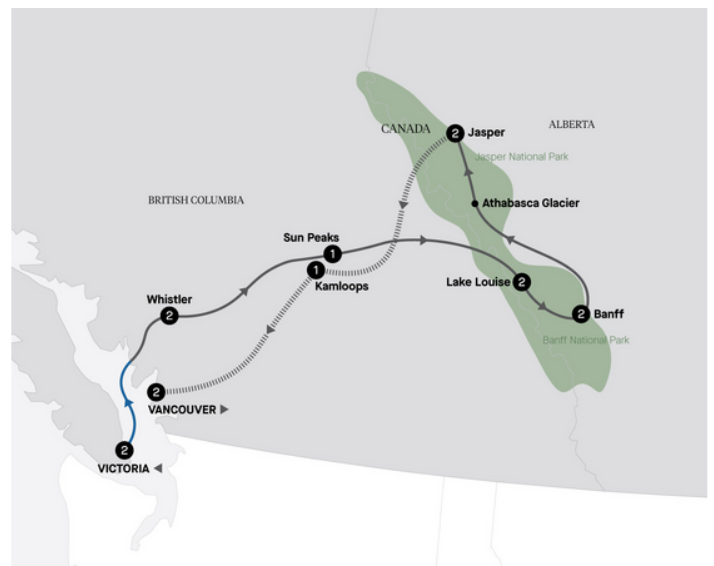 CANADA
2 Jasper
ALBERTA
Jasper National Park
BRITISH COLUMBIA
Athabasca Glacier
Sun Peaks
1
1
Kamloops
Lake Louise 2
Whistler
2
2 Banff
Banff National Park
2
VANCOUVER ▶
2
VICTORIA ◀